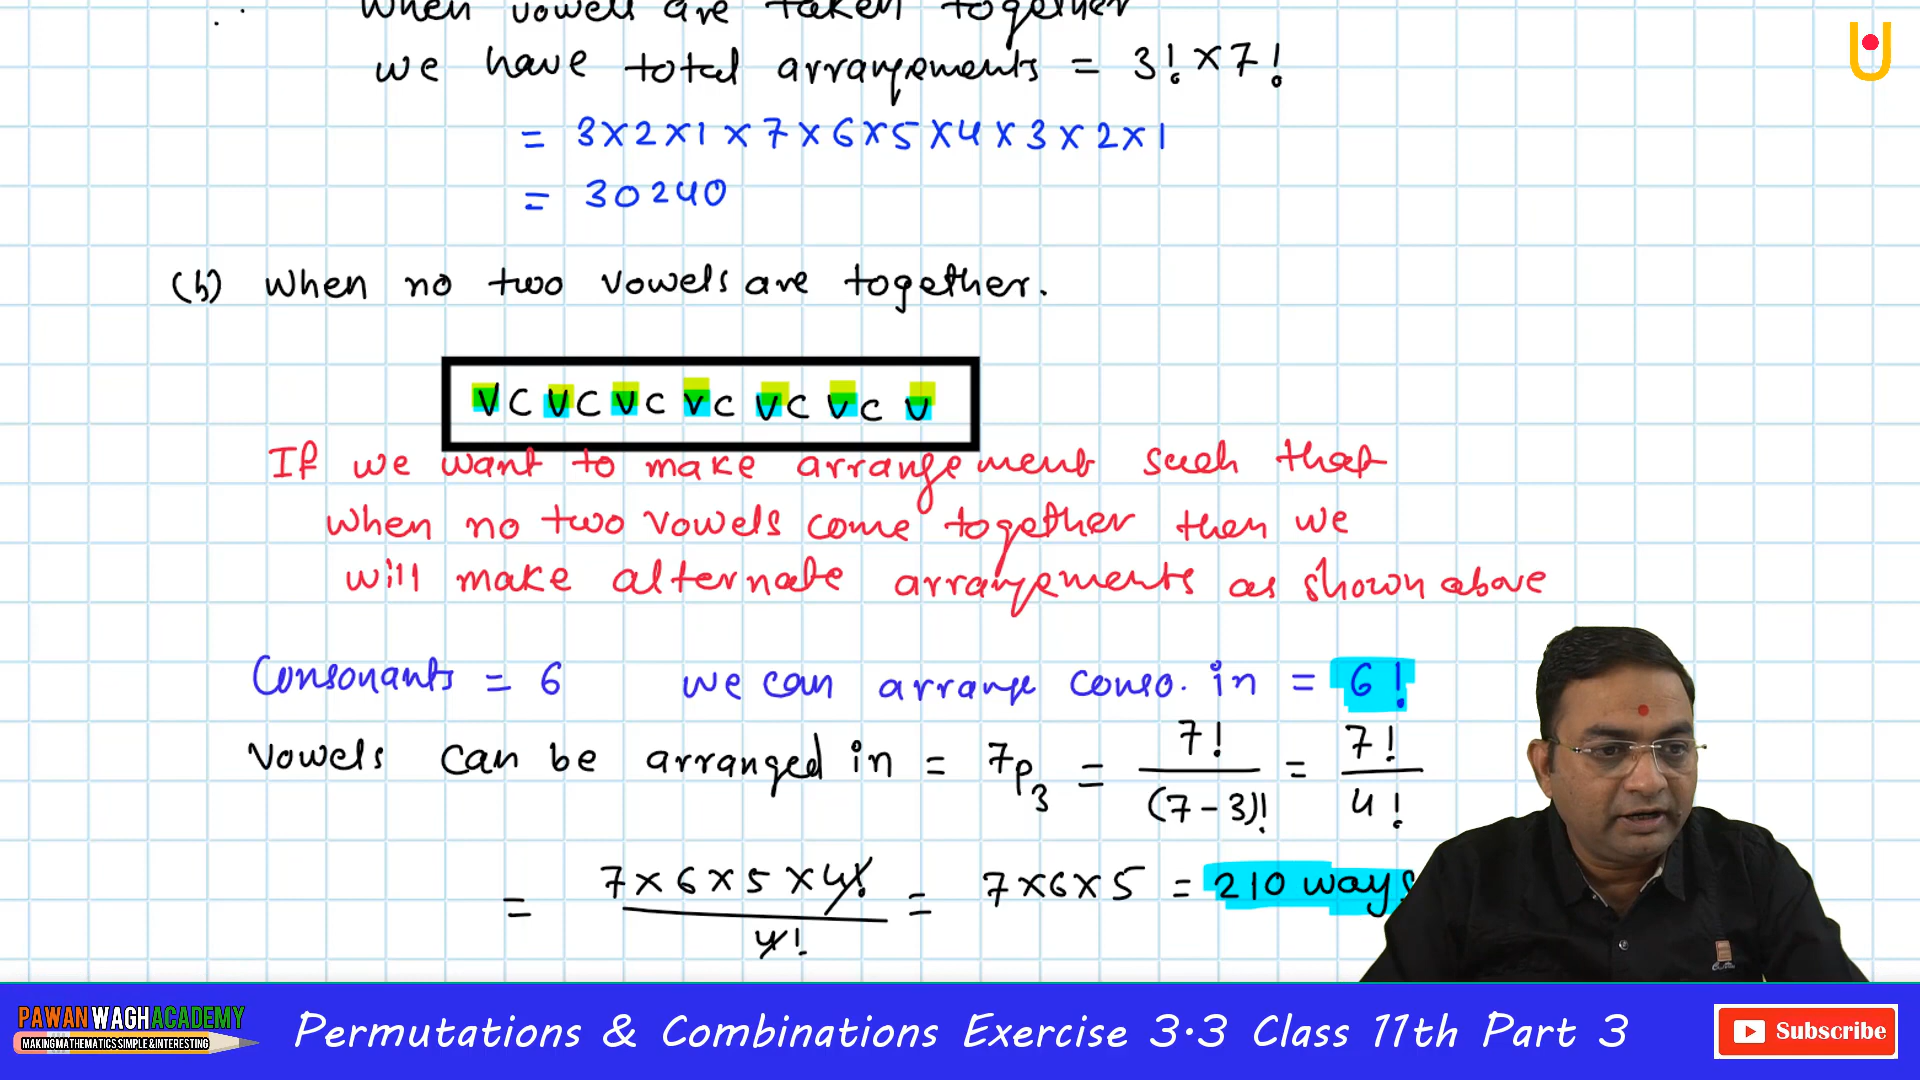 When vowels are taken together
we have total arrangements = 3! × 7!
= 3×2×1 × 7×6×5×4×3×2×1
= 30240
(b) when no two vowels are together.
V C V C V C V C V C V C V
If we want to make arrangement such that
when no two vowels come together then we
will make alternate arrangements as shown above
Consonants = 6 we can arrange conso. in = 6!
Vowels can be arranged in = 7P3 = 7!/(7-3)! = 7!/4!
= 7×6×5×4!/4! = 7×6×5 = 210 ways
PAWAN WAGH ACADEMY
MAKING MATHEMATICS SIMPLE & INTERESTING
Permutations & Combinations Exercise 3.3 Class 11th Part 3
Subscribe